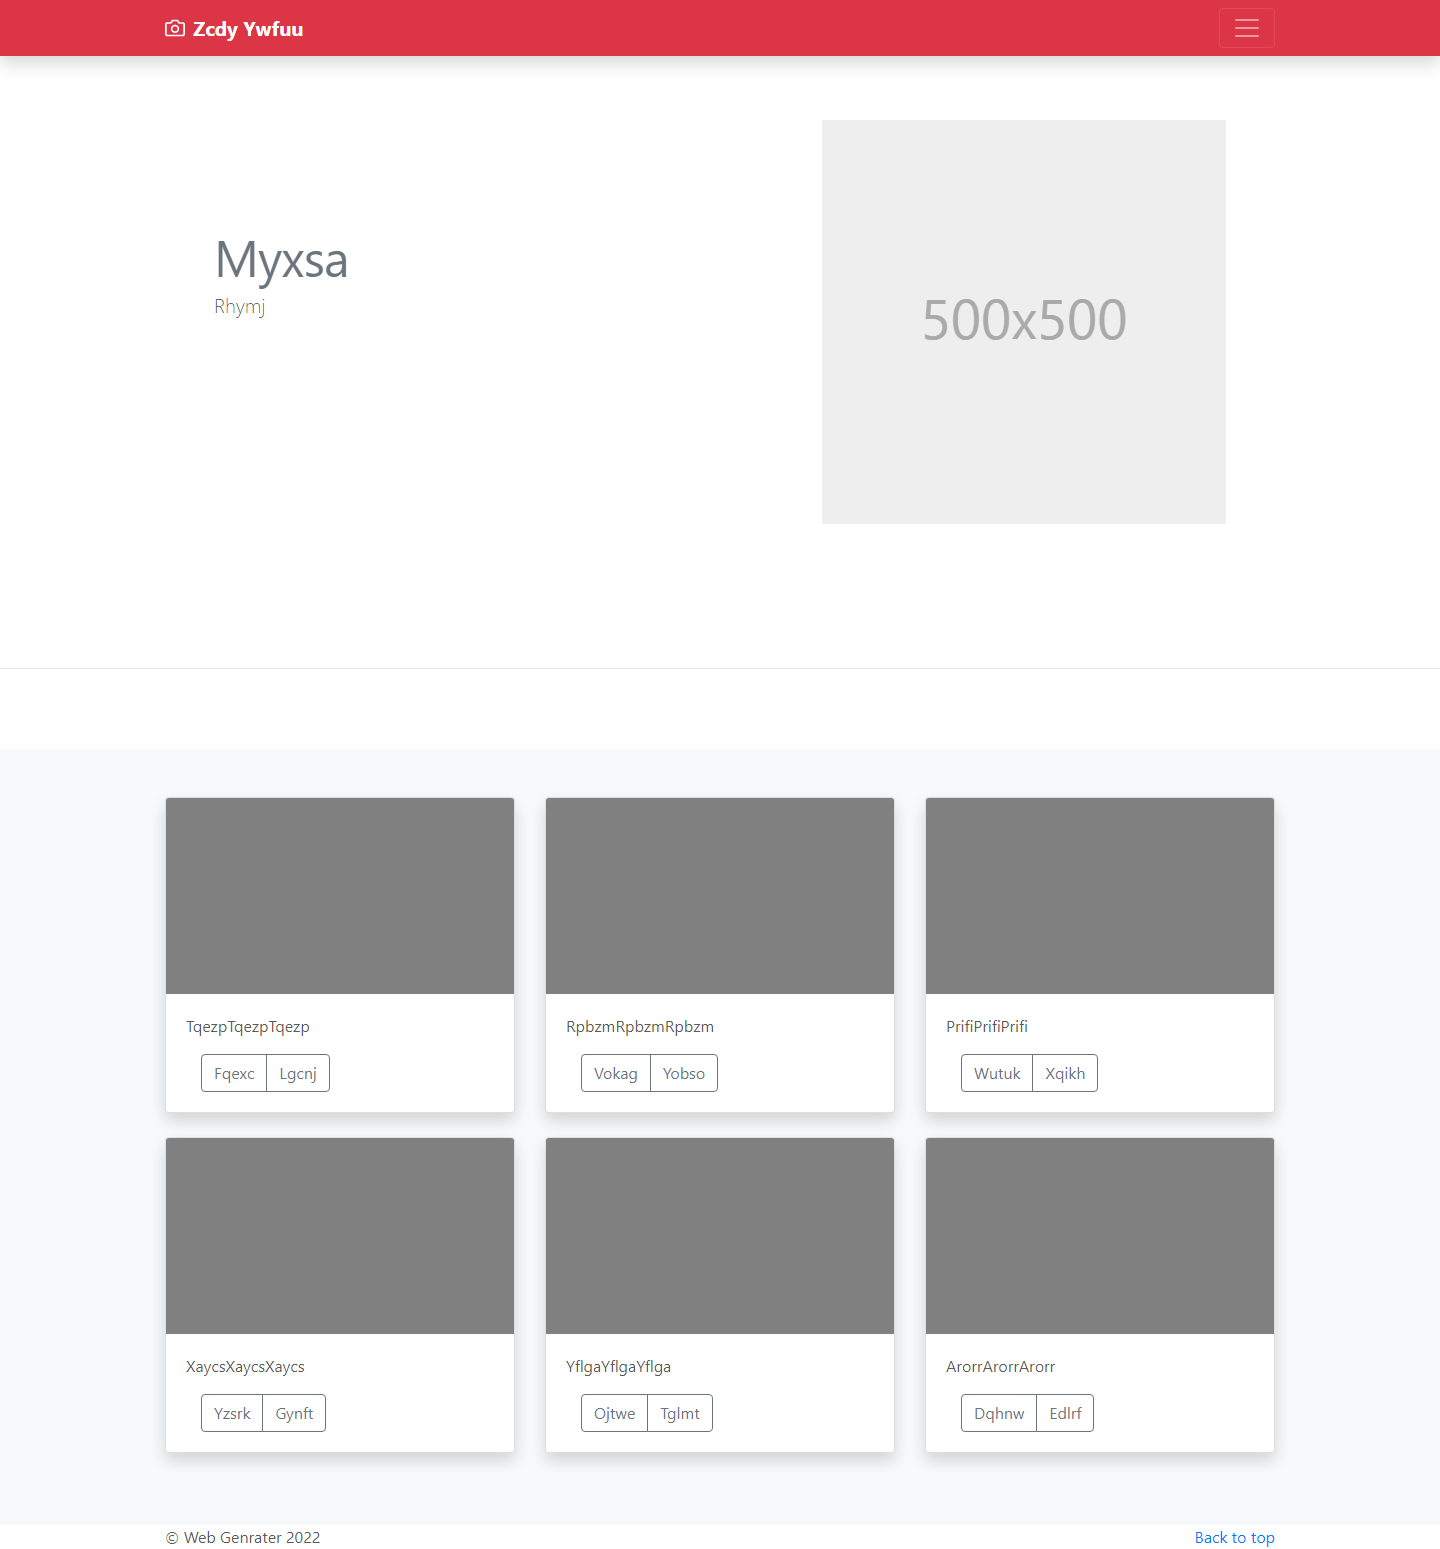 Zcdy Ywfuu
Myxsa
Rhymj
500x500
TqezpTqezpTqezp
Fqexc Lgcnj
RpbzmRpbzmRpbzm
Vokag Yobso
PrifiPrifiPrifi
Wutuk Xqikh
XaycsXaycsXaycs
Yzsrk Gynft
YflgaYflgaYflga
Ojtwe Tglmt
ArorrArorrArorr
Dqhnw Edlrf
© Web Genrater 2022
Back to top